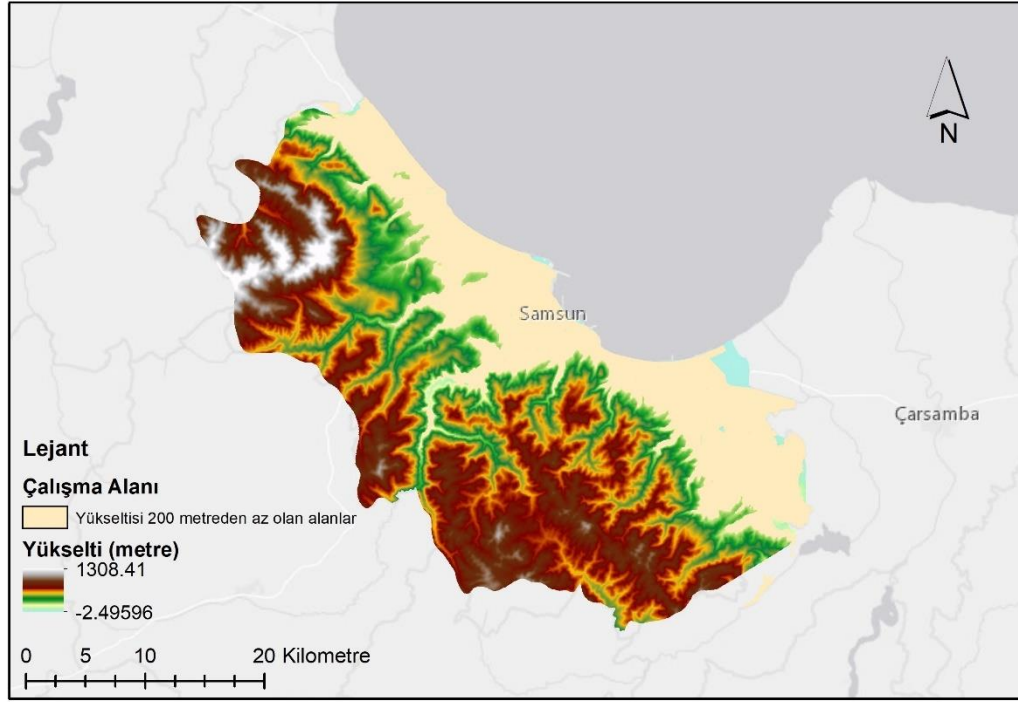 N
Samsun
Çarsamba
Lejant
Çalışma Alanı
Yükseltisi 200 metreden az olan alanlar
Yükselti (metre)
1308.41
-2.49596
0 5 10 20 Kilometre